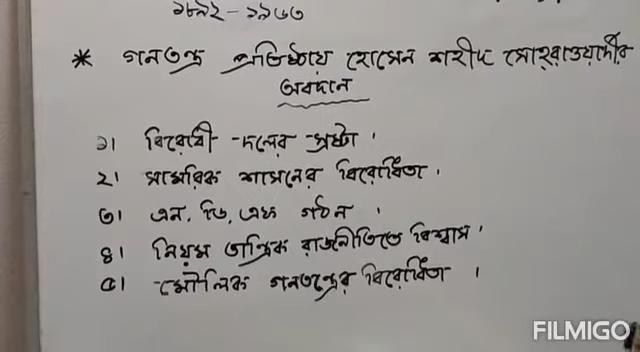 ১৮৯২ - ১৯৬৩
* গনতন্ত্র প্রতিষ্ঠায় হোসেন শহীদ সোহরাওয়ার্দীর
অবদান
১। বিরোধী দলের স্রষ্টা।
২। সামরিক শাসনের বিরোধিতা।
৩। এন. ডি. এফ গঠন।
৪। নিয়ম তান্ত্রিক রাজনীতিতে বিশ্বাস।
৫। মৌলিক গনতন্ত্রের বিরোধিতা।
FILMIGO